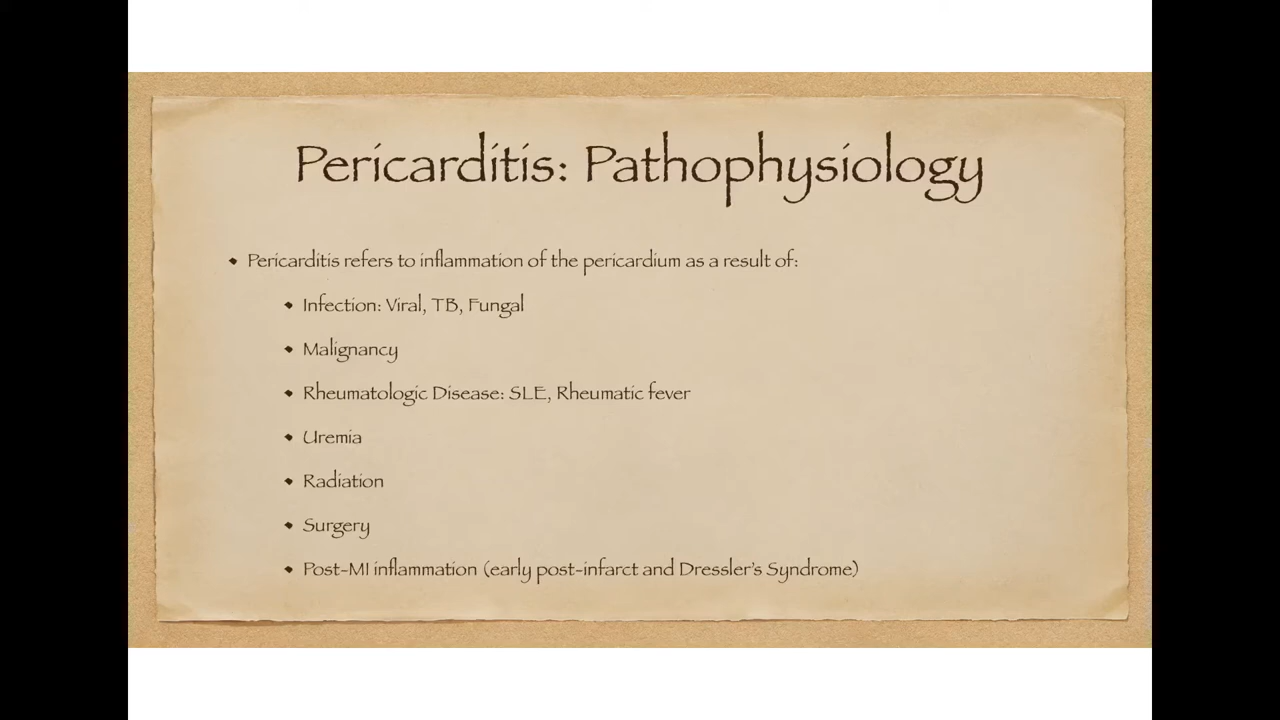 Pericarditis: Pathophysiology
• Pericarditis refers to inflammation of the pericardium as a result of:
• Infection: Viral, TB, Fungal
• Malignancy
• Rheumatologic Disease: SLE, Rheumatic fever
• Uremia
• Radiation
• Surgery
• Post-MI inflammation (early post-infarct and Dressler's Syndrome)